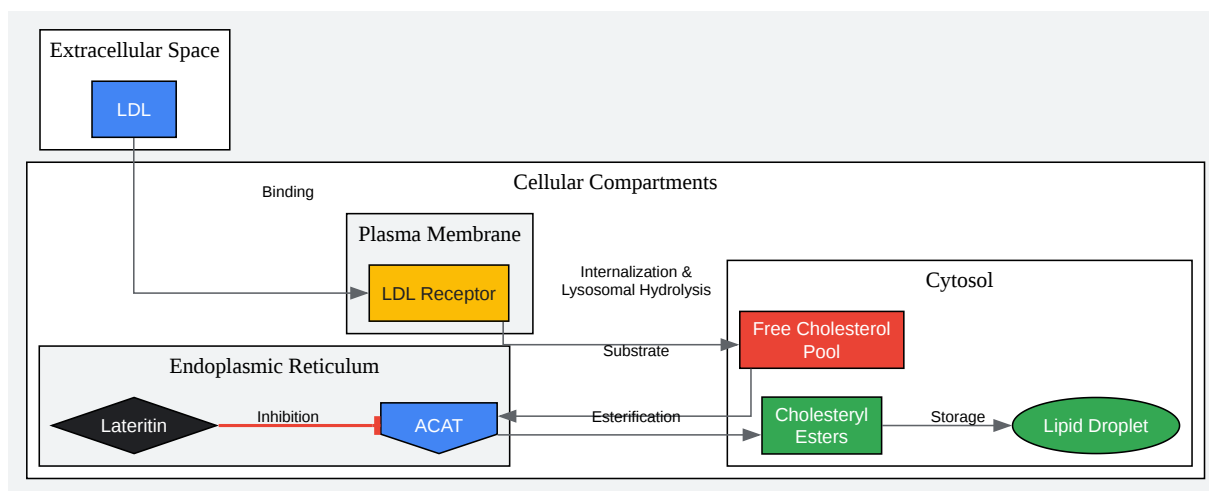 Extracellular Space
LDL
Cellular Compartments
Binding
Plasma Membrane
LDL Receptor
Internalization &
Lysosomal Hydrolysis
Cytosol
Free Cholesterol
Pool
Substrate
Endoplasmic Reticulum
Lateritin
Inhibition
ACAT
Esterification
Cholesteryl
Esters
Storage
Lipid Droplet